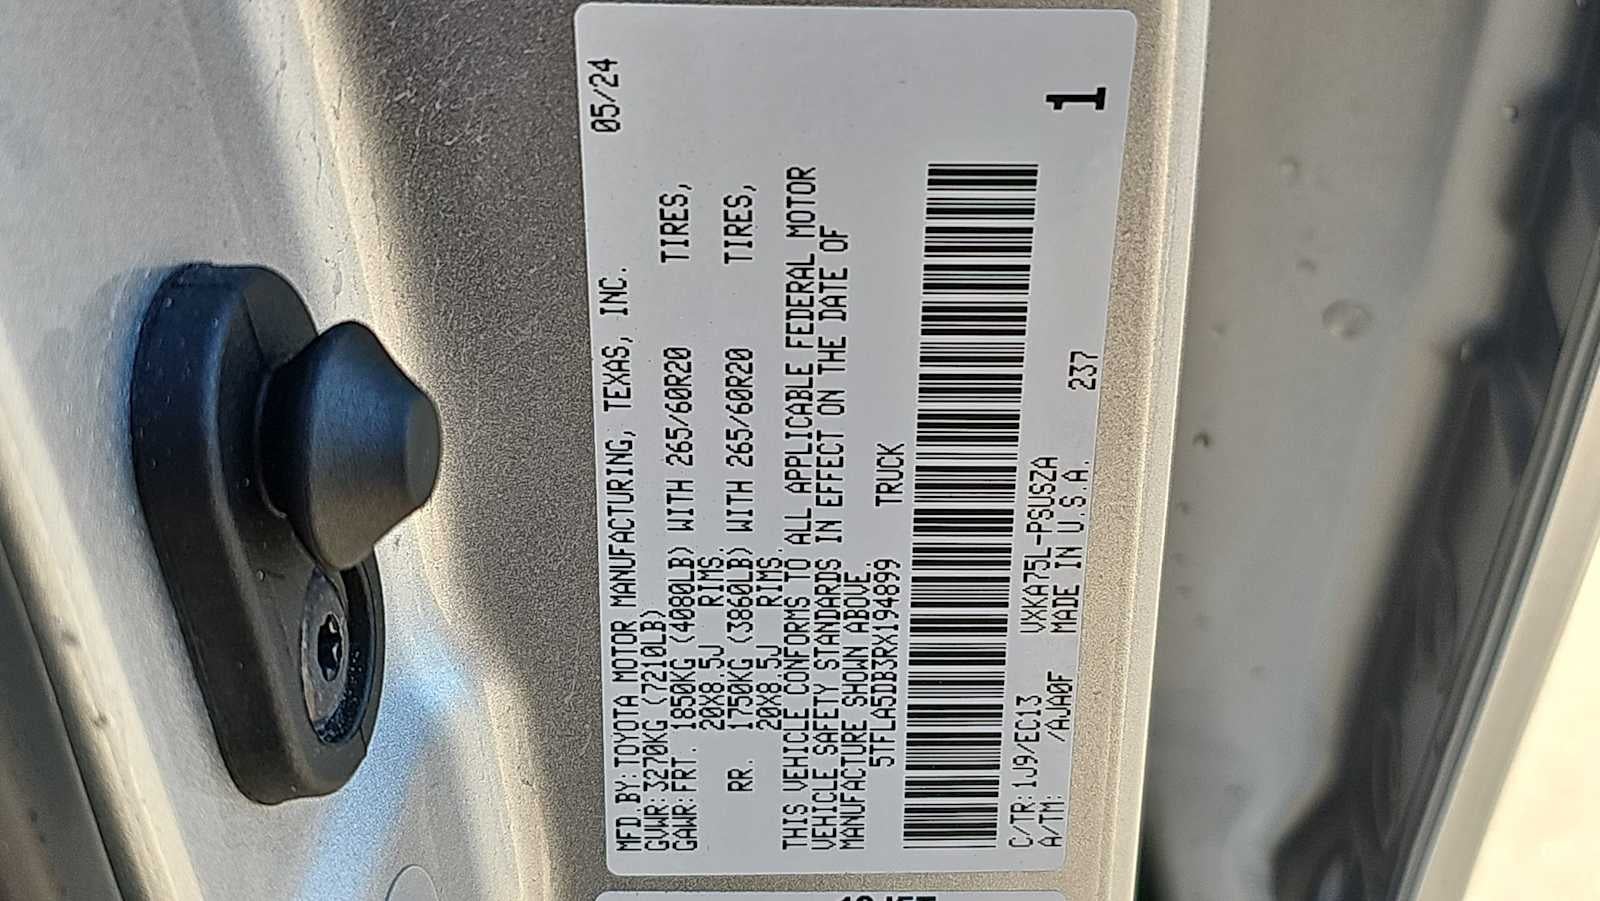 MFD.BY:TOYOTA MOTOR MANUFACTURING, TEXAS, INC. 05/24
GVWR:3270KG (7210LB)
GAWR:FRT. 1850KG (4080LB) WITH 265/60R20 TIRES,
20X8.5J RIMS.
RR. 1750KG (3860LB) WITH 265/60R20 TIRES,
20X8.5J RIMS.
THIS VEHICLE CONFORMS TO ALL APPLICABLE FEDERAL MOTOR
VEHICLE SAFETY STANDARDS IN EFFECT ON THE DATE OF
MANUFACTURE SHOWN ABOVE.
5TFLA5DB3RX194899 TRUCK
C/TR:1J9/EC13 VXKA75L-PSUSZA
A/TM: /AJA0F MADE IN U.S.A. 237
1